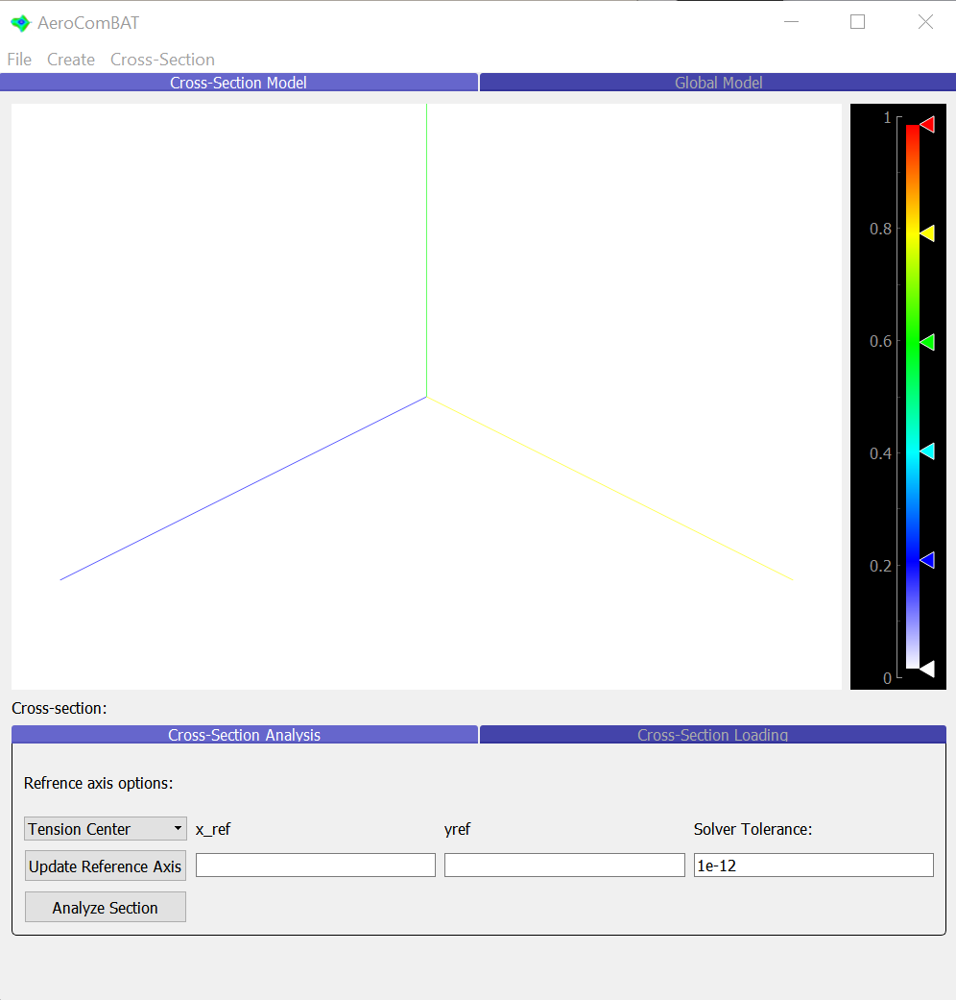 AeroComBAT
File Create Cross-Section
Cross-Section Model Global Model
1
0.8
0.6
0.4
0.2
0
Cross-section:
Cross-Section Analysis Cross-Section Loading
Refrence axis options:
Tension Center x_ref yref Solver Tolerance:
Update Reference Axis 1e-12
Analyze Section